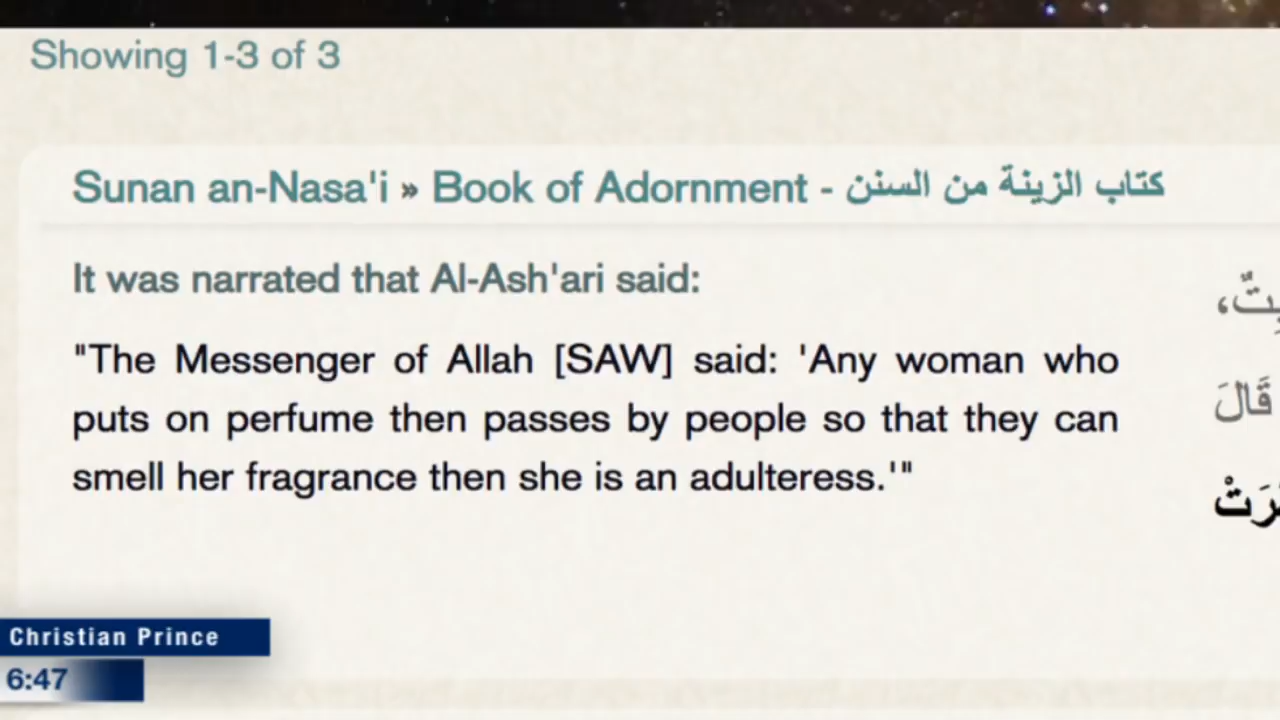 Showing 1-3 of 3
Sunan an-Nasa'i » Book of Adornment - كتاب الزينة من السنن
It was narrated that Al-Ash'ari said:
"The Messenger of Allah [SAW] said: 'Any woman who
puts on perfume then passes by people so that they can
smell her fragrance then she is an adulteress.'"
قَالَ
Christian Prince
6:47